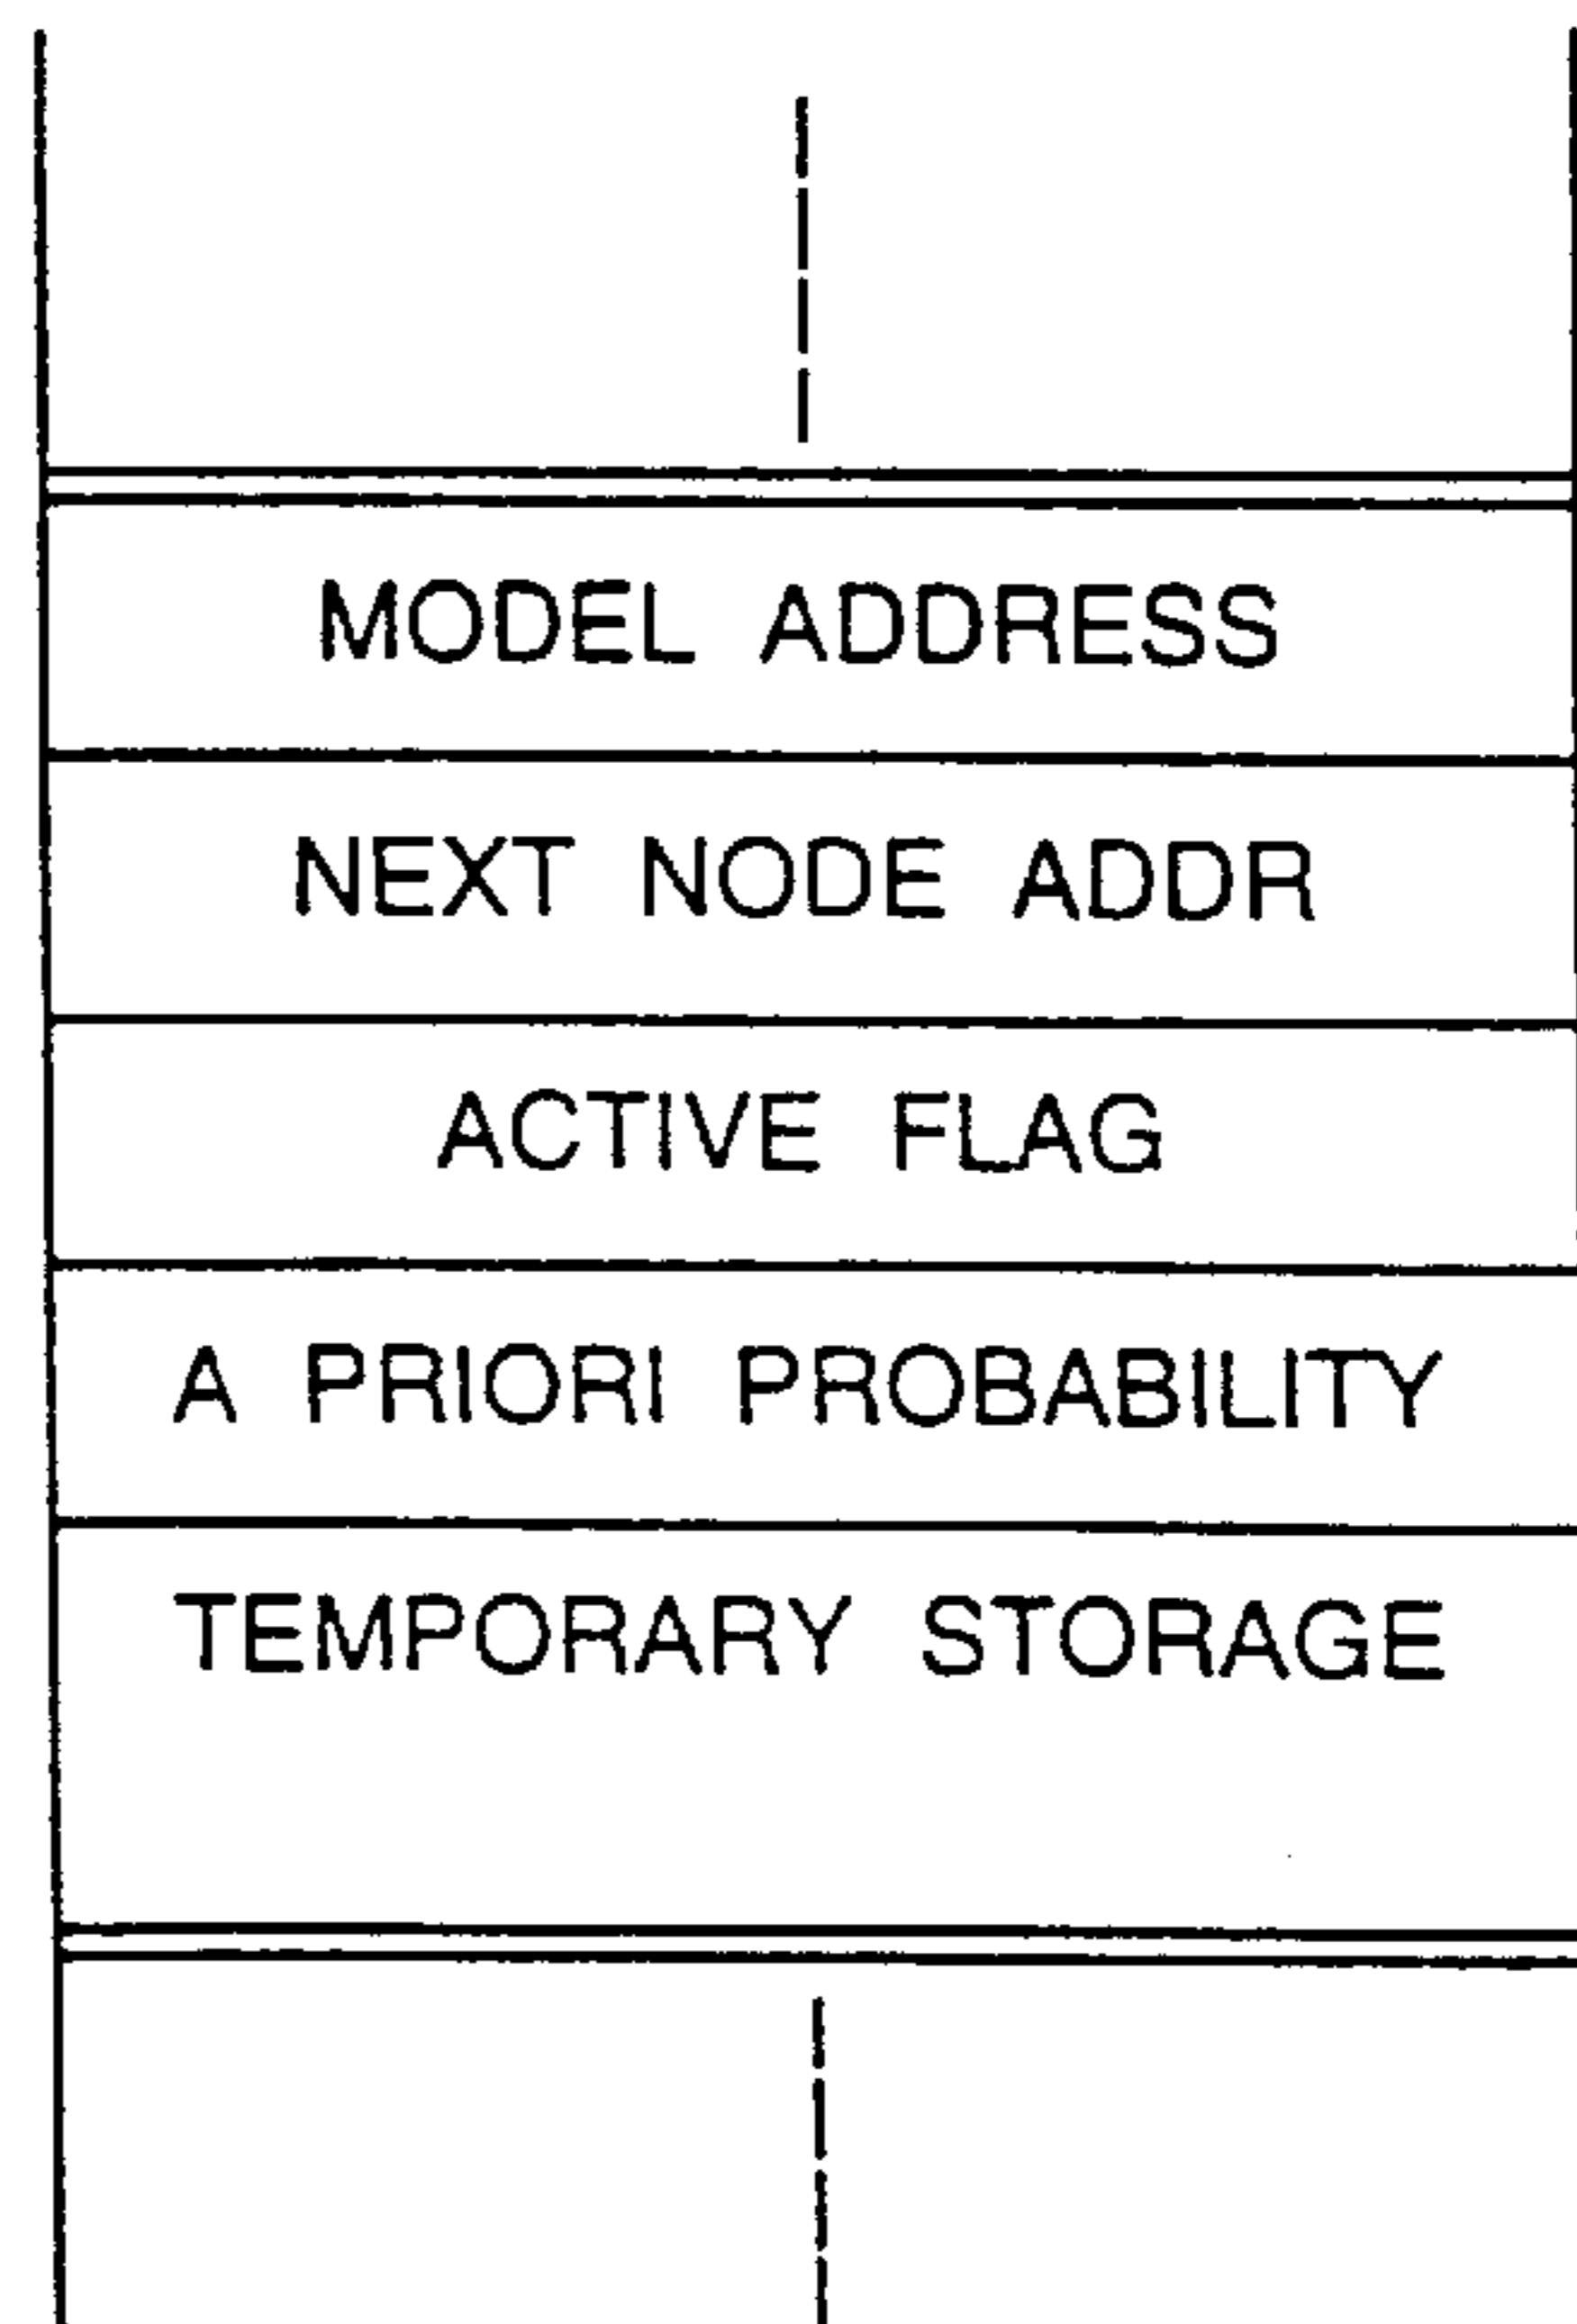 MODEL ADDRESS
NEXT NODE ADDR
ACTIVE FLAG
A PRIORI PROBABILITY
TEMPORARY STORAGE